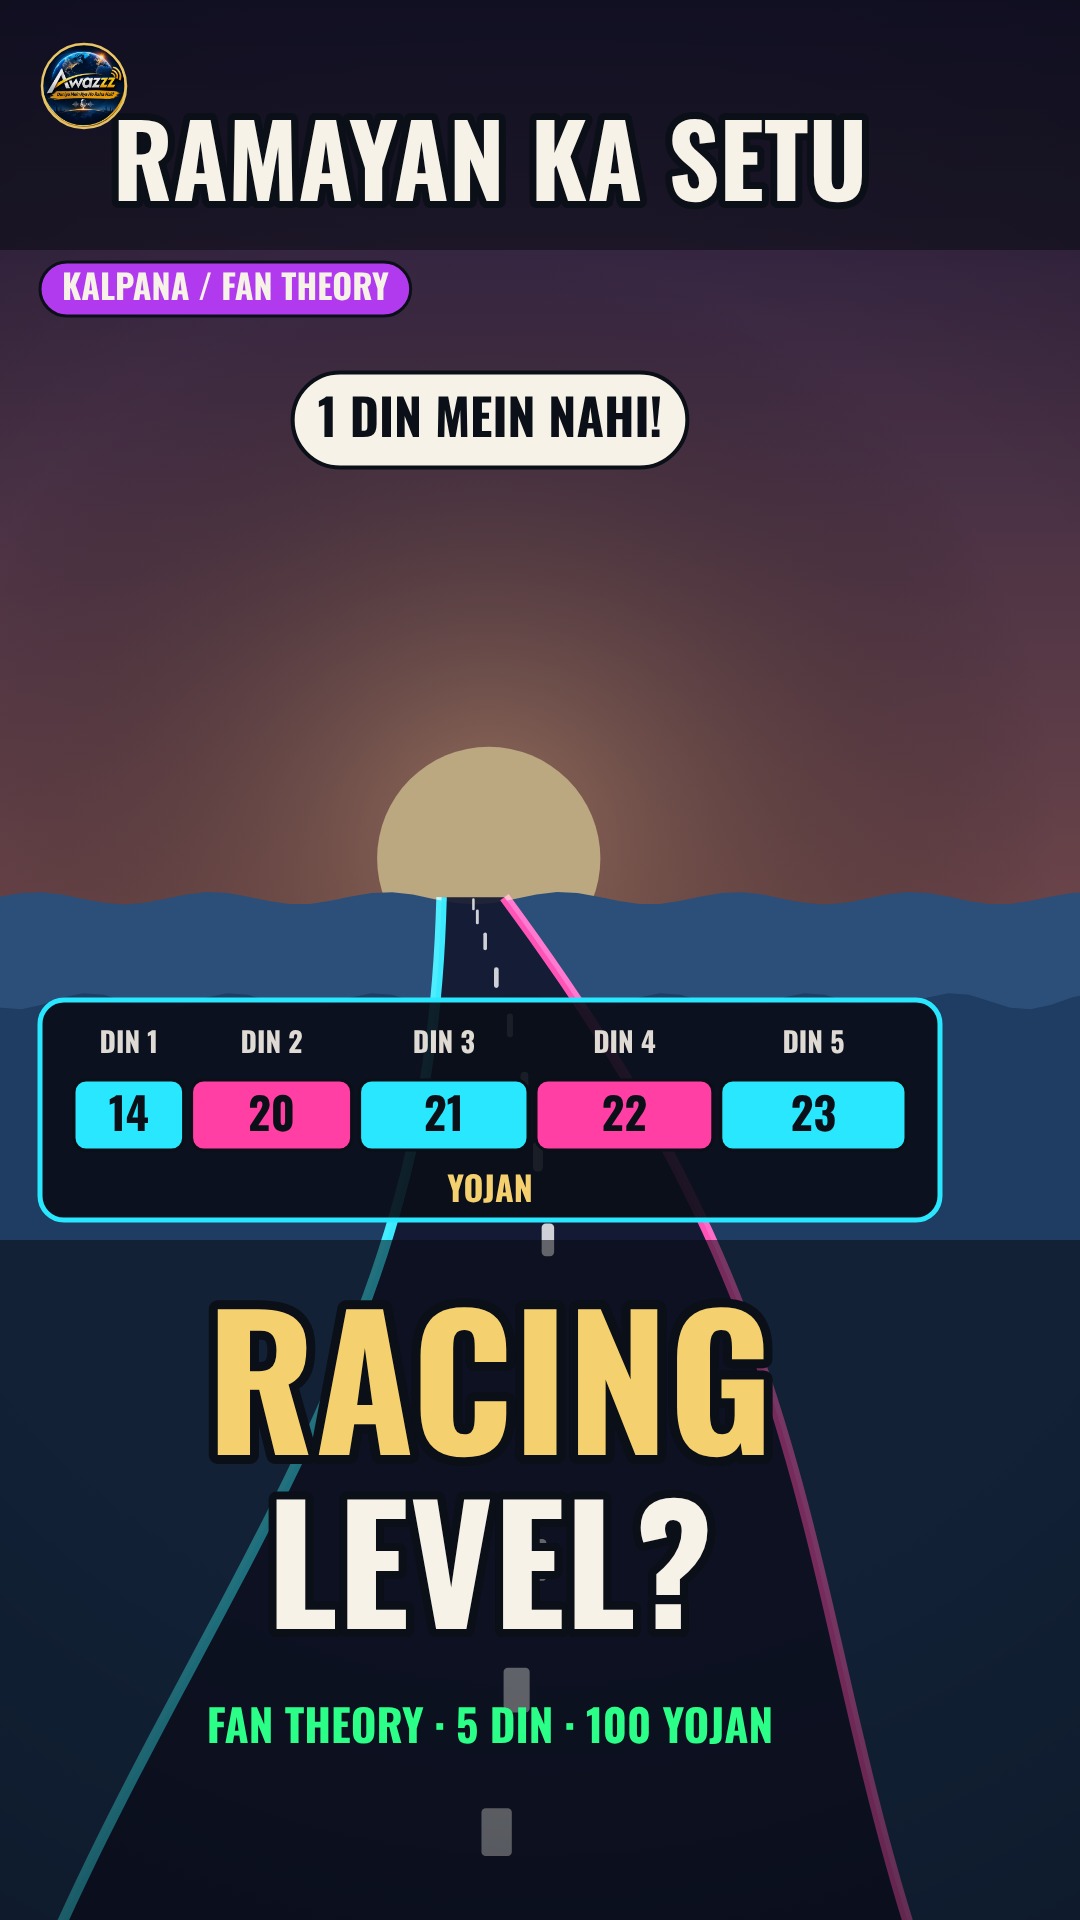 Awazzz
RAMAYAN KA SETU
KALPANA / FAN THEORY
1 DIN MEIN NAHI!
DIN 1 DIN 2 DIN 3 DIN 4 DIN 5
14 20 21 22 23
YOJAN
RACING
LEVEL?
FAN THEORY · 5 DIN · 100 YOJAN